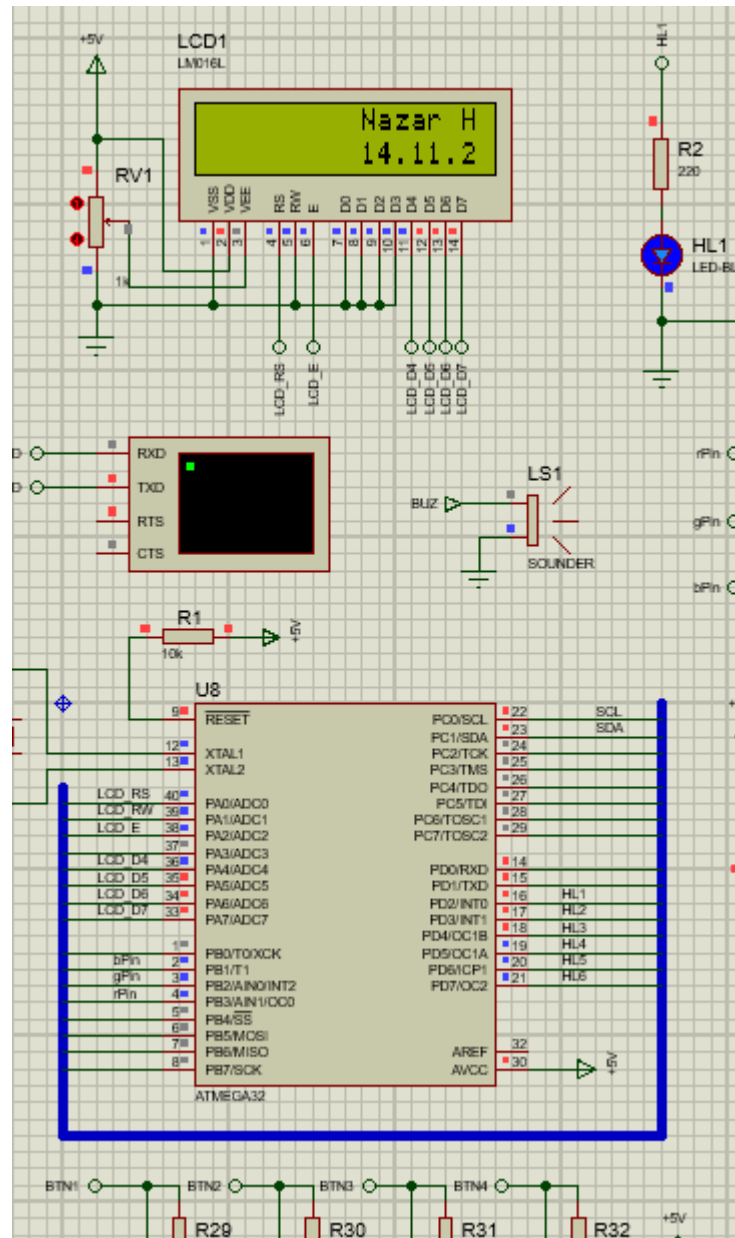 +5V
LCD1
LM016L
HL1
Nazar H
14.11.2
RV1
1k
VSS VDD VEE RS RW E D0 D1 D2 D3 D4 D5 D6 D7
1 2 3 4 5 6 7 8 9 10 11 12 13 14
R2
220
HL1
LED-BL
LCD_RS LCD_E LCD_D4 LCD_D5 LCD_D6 LCD_D7
RXD
TXD
RTS
CTS
LS1
BUZ
SOUNDER
rPin
gPin
bPin
R1
10k
+5V
U8
9 RESET
12 XTAL1
13 XTAL2
LCD_RS 40 PA0/ADC0
LCD_RW 39 PA1/ADC1
LCD_E 38 PA2/ADC2
37 PA3/ADC3
LCD_D4 36 PA4/ADC4
LCD_D5 35 PA5/ADC5
LCD_D6 34 PA6/ADC6
LCD_D7 33 PA7/ADC7
1 PB0/T0/XCK
bPin 2 PB1/T1
gPin 3 PB2/AIN0/INT2
rPin 4 PB3/AIN1/OC0
5 PB4/SS
6 PB5/MOSI
7 PB6/MISO
8 PB7/SCK
PC0/SCL 22 SCL
PC1/SDA 23 SDA
PC2/TCK 24
PC3/TMS 25
PC4/TDO 26
PC5/TDI 27
PC6/TOSC1 28
PC7/TOSC2 29
PD0/RXD 14
PD1/TXD 15
PD2/INT0 16 HL1
PD3/INT1 17 HL2
PD4/OC1B 18 HL3
PD5/OC1A 19 HL4
PD6/ICP1 20 HL5
PD7/OC2 21 HL6
AREF 32
AVCC 30 +5V
ATMEGA32
BTN1 BTN2 BTN3 BTN4
R29 R30 R31 R32
+5V